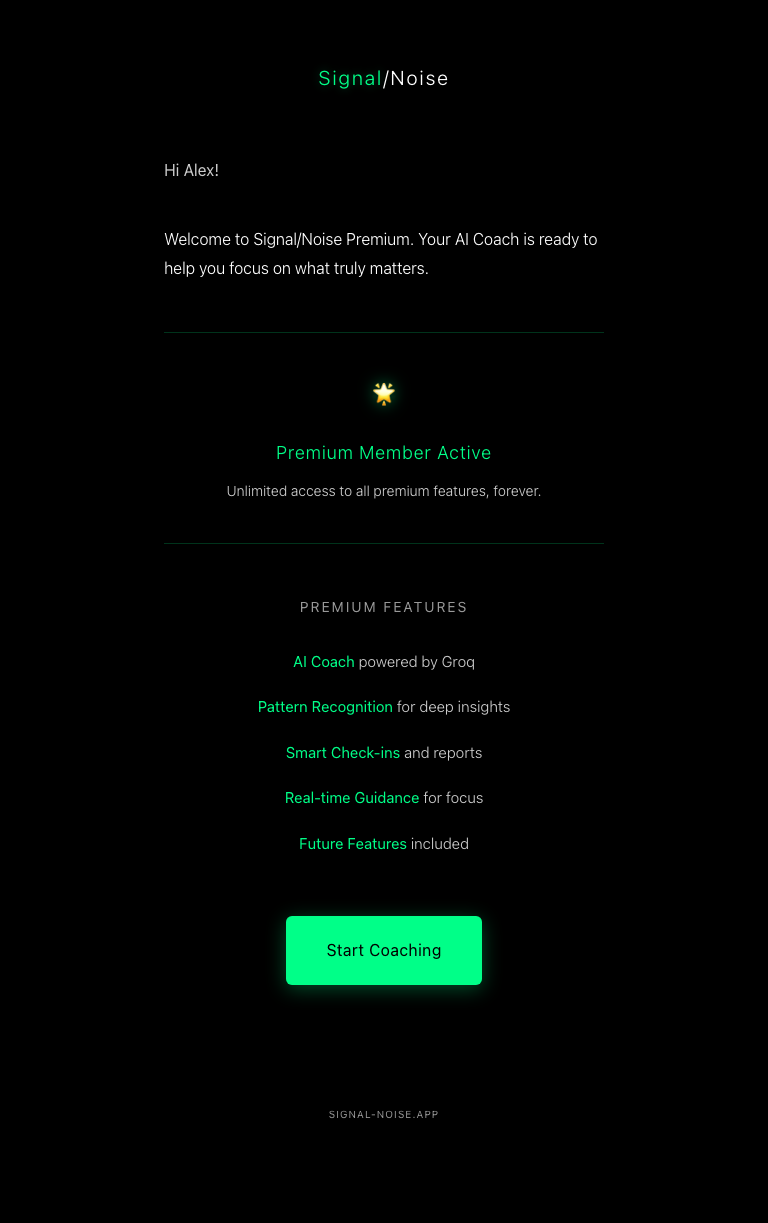 Signal/Noise
Hi Alex!
Welcome to Signal/Noise Premium. Your AI Coach is ready to
help you focus on what truly matters.
Premium Member Active
Unlimited access to all premium features, forever.
PREMIUM FEATURES
AI Coach powered by Groq
Pattern Recognition for deep insights
Smart Check-ins and reports
Real-time Guidance for focus
Future Features included
Start Coaching
SIGNAL-NOISE.APP